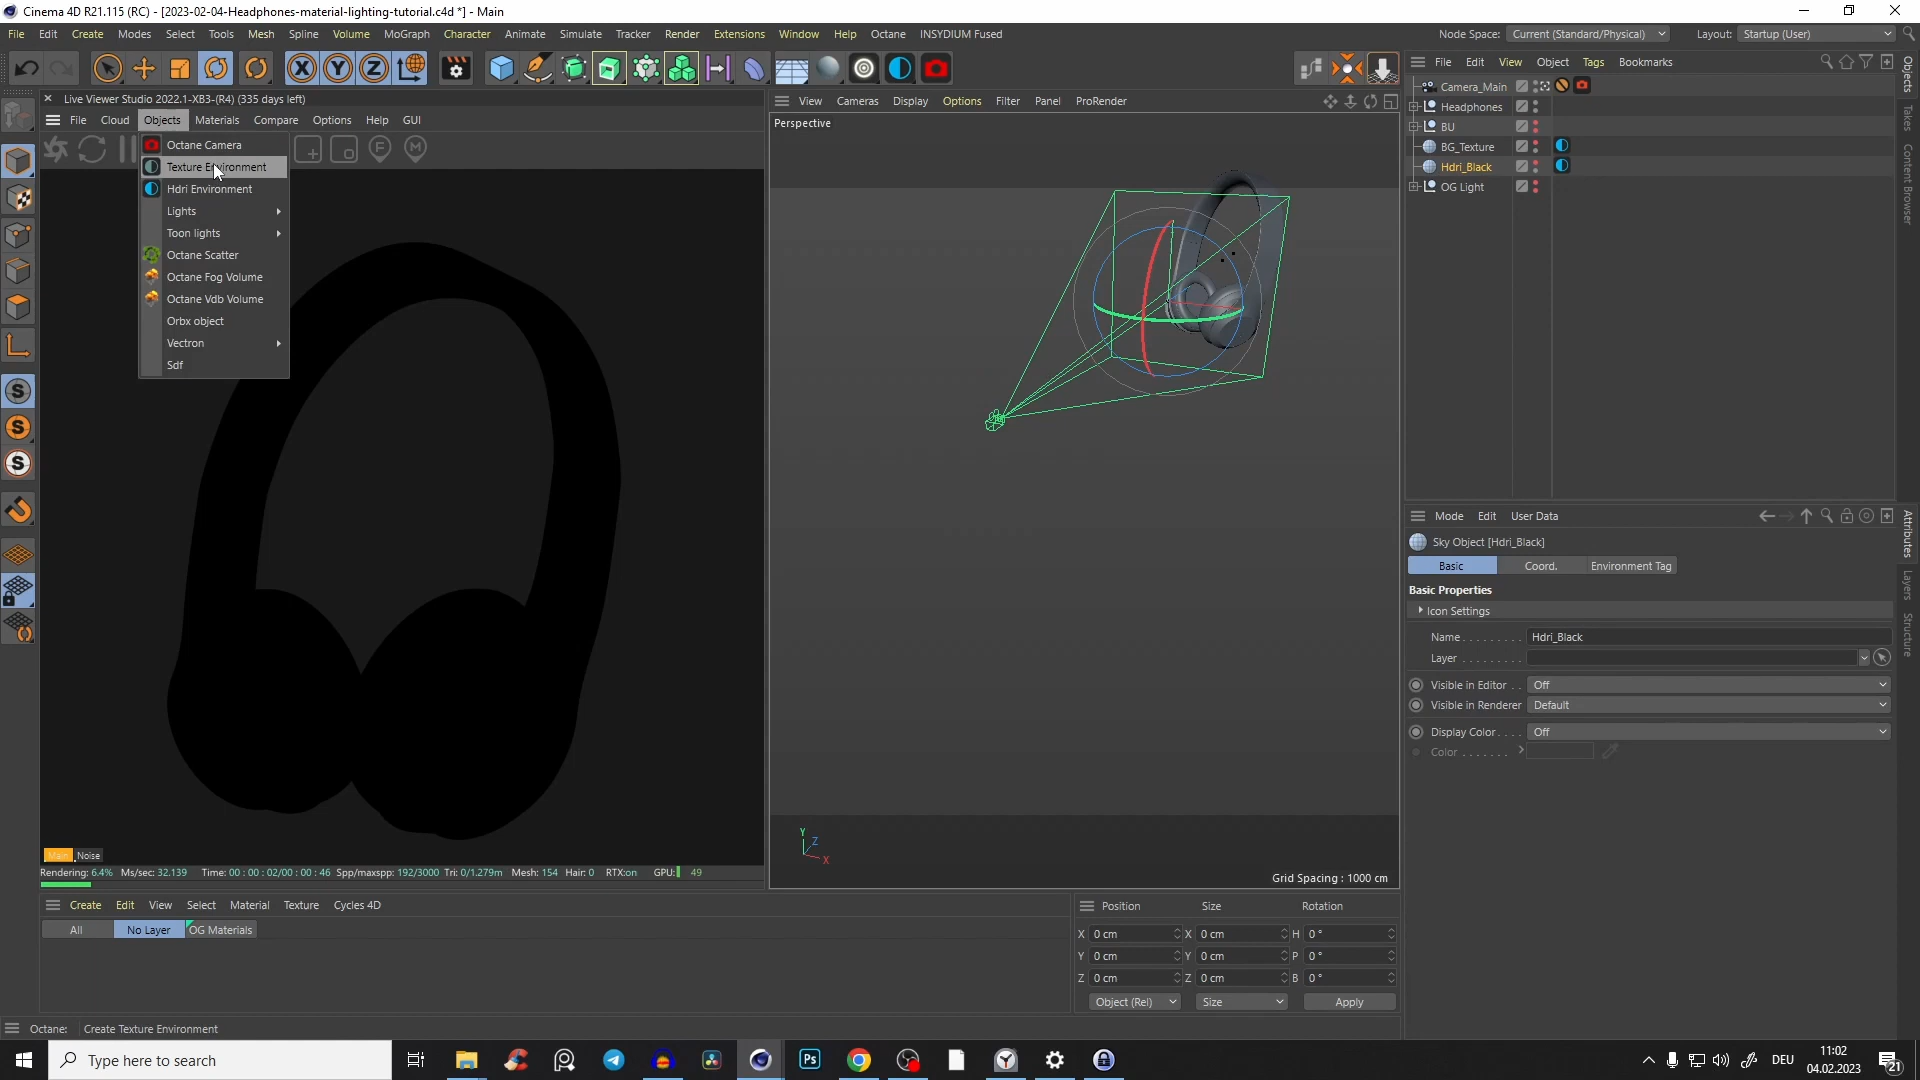 Cinema 4D R21.115 (RC) - [2023-02-04-Headphones-material-lighting-tutorial.c4d *] - Main
File Edit Create Modes Select Tools Mesh Spline Volume MoGraph Character Animate Simulate Tracker Render Extensions Window Help Octane INSYDIUM Fused
Node Space: Current (Standard/Physical) Layout: Startup (User)
Live Viewer Studio 2022.1-XB3-(R4) (335 days left)
File Cloud Objects Materials Compare Options Help GUI
Octane Camera
Texture Environment
Hdri Environment
Lights
Toon lights
Octane Scatter
Octane Fog Volume
Octane Vdb Volume
Orbx object
Vectron
Sdf
Main Noise
Rendering: 6.4% Ms/sec: 32.139 Time: 00 : 00 : 02/00 : 00 : 46 Spp/maxspp: 192/3000 Tri: 0/1.279m Mesh: 154 Hair: 0 RTX:on GPU: 49
View Cameras Display Options Filter Panel ProRender
Perspective
Y
Z
X
Grid Spacing : 1000 cm
File Edit View Object Tags Bookmarks
Camera_Main
Headphones
BU
BG_Texture
Hdri_Black
OG Light
Objects
Takes
Content Browser
Mode Edit User Data
Sky Object [Hdri_Black]
Basic Coord. Environment Tag
Basic Properties
Icon Settings
Name . . . . . . . . . Hdri_Black
Layer . . . . . . . . .
Visible in Editor . . Off
Visible in Renderer Default
Display Color . . . . Off
Color . . . . . . .
Attributes
Layers
Structure
Create Edit View Select Material Texture Cycles 4D
All No Layer OG Materials
Position Size Rotation
X 0 cm X 0 cm H 0 °
Y 0 cm Y 0 cm P 0 °
Z 0 cm Z 0 cm B 0 °
Object (Rel) Size Apply
Octane: Create Texture Environment
Type here to search
Ps
DEU
11:02
04.02.2023
21